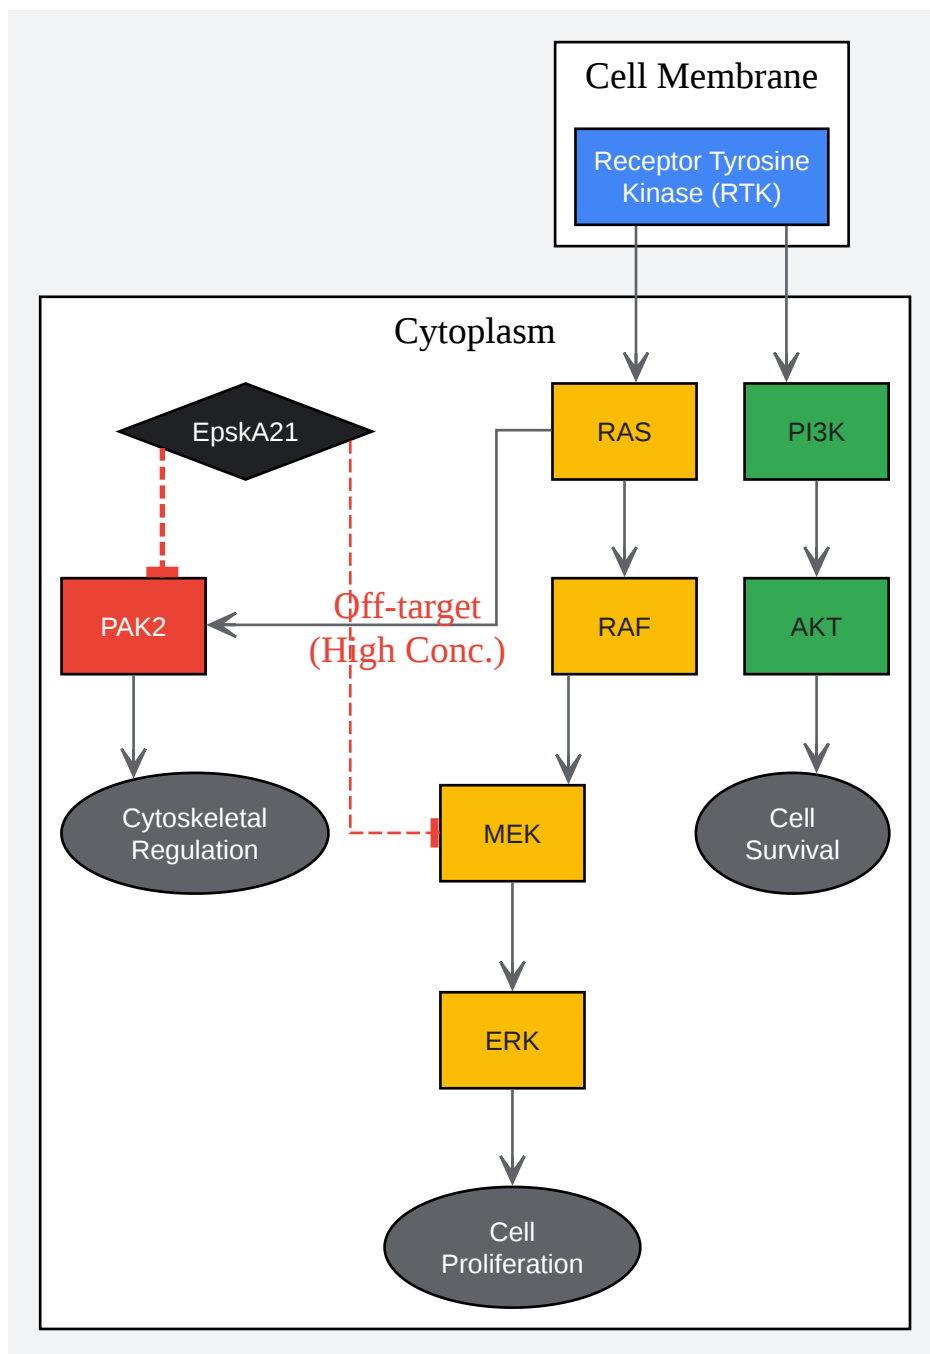 Cell Membrane
Receptor Tyrosine
Kinase (RTK)
Cytoplasm
EpskA21
RAS
PI3K
PAK2
Off-target
(High Conc.)
RAF
AKT
Cytoskeletal
Regulation
MEK
Cell
Survival
ERK
Cell
Proliferation